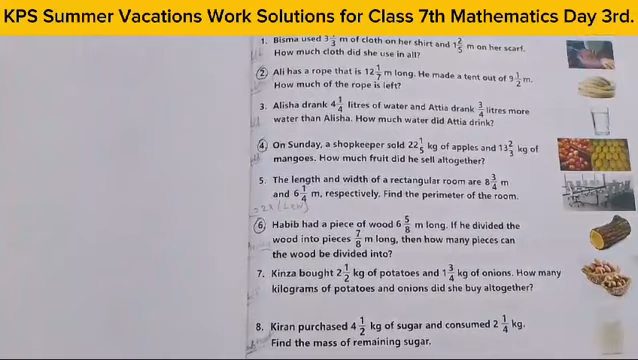 KPS Summer Vacations Work Solutions for Class 7th Mathematics Day 3rd.
1. Bisma used 3 1/3 m of cloth on her shirt and 1 2/5 m on her scarf.
How much cloth did she use in all?
2 Ali has a rope that is 12 1/7 m long. He made a tent out of 9 1/2 m.
How much of the rope is left?
3. Alisha drank 4 1/4 litres of water and Attia drank 3/4 litres more
water than Alisha. How much water did Attia drink?
4 On Sunday, a shopkeeper sold 22 1/5 kg of apples and 13 2/3 kg of
mangoes. How much fruit did he sell altogether?
5. The length and width of a rectangular room are 8 3/4 m
and 6 1/4 m, respectively. Find the perimeter of the room.
6 Habib had a piece of wood 6 5/8 m long. If he divided the
wood into pieces 7/8 m long, then how many pieces can
the wood be divided into?
7. Kinza bought 2 1/2 kg of potatoes and 1 3/4 kg of onions. How many
kilograms of potatoes and onions did she buy altogether?
8. Kiran purchased 4 1/2 kg of sugar and consumed 2 1/4 kg.
Find the mass of remaining sugar.